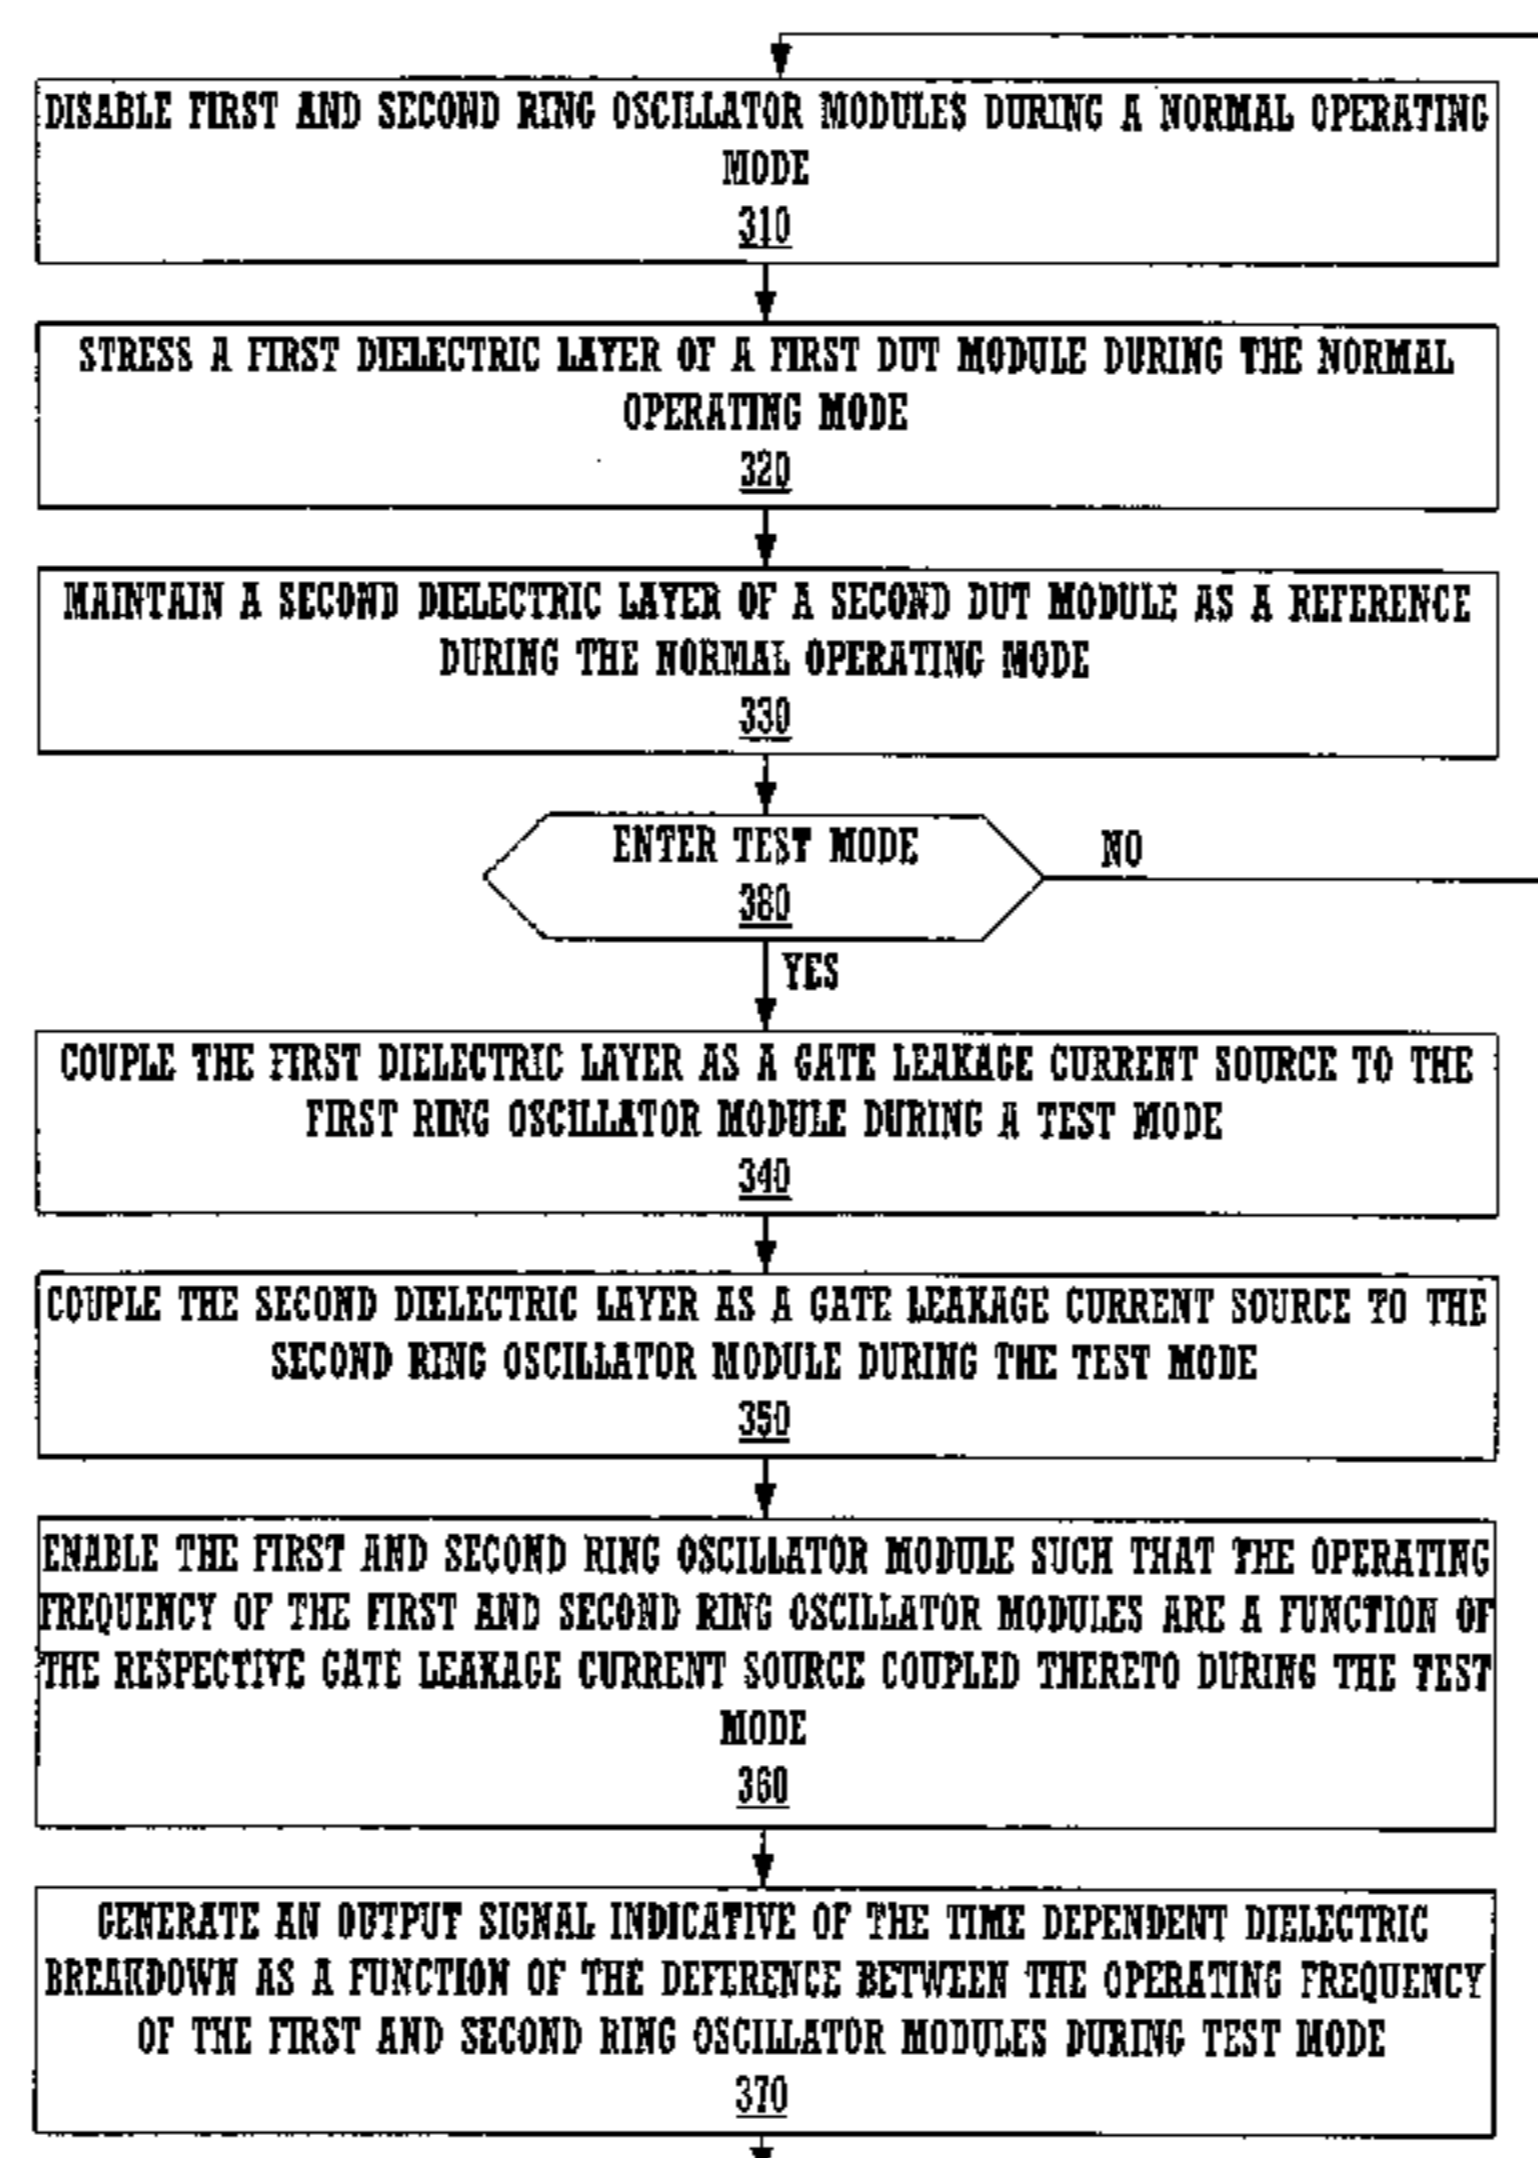 DISABLE FIRST AND SECOND RING OSCILLATOR MODULES DURING A NORMAL OPERATING
MODE
310
STRESS A FIRST DIELECTRIC LAYER OF A FIRST DUT MODULE DURING THE NORMAL
OPERATING MODE
320
MAINTAIN A SECOND DIELECTRIC LAYER OF A SECOND DUT MODULE AS A REFERENCE
DURING THE NORMAL OPERATING MODE
330
ENTER TEST MODE
380
NO
YES
COUPLE THE FIRST DIELECTRIC LAYER AS A GATE LEAKAGE CURRENT SOURCE TO THE
FIRST RING OSCILLATOR MODULE DURING A TEST MODE
340
COUPLE THE SECOND DIELECTRIC LAYER AS A GATE LEAKAGE CURRENT SOURCE TO THE
SECOND RING OSCILLATOR MODULE DURING THE TEST MODE
350
ENABLE THE FIRST AND SECOND RING OSCILLATOR MODULE SUCH THAT THE OPERATING
FREQUENCY OF THE FIRST AND SECOND RING OSCILLATOR MODULES ARE A FUNCTION OF
THE RESPECTIVE GATE LEAKAGE CURRENT SOURCE COUPLED THERETO DURING THE TEST
MODE
360
GENERATE AN OUTPUT SIGNAL INDICATIVE OF THE TIME DEPENDENT DIELECTRIC
BREAKDOWN AS A FUNCTION OF THE DEFERENCE BETWEEN THE OPERATING FREQUENCY
OF THE FIRST AND SECOND RING OSCILLATOR MODULES DURING TEST MODE
370